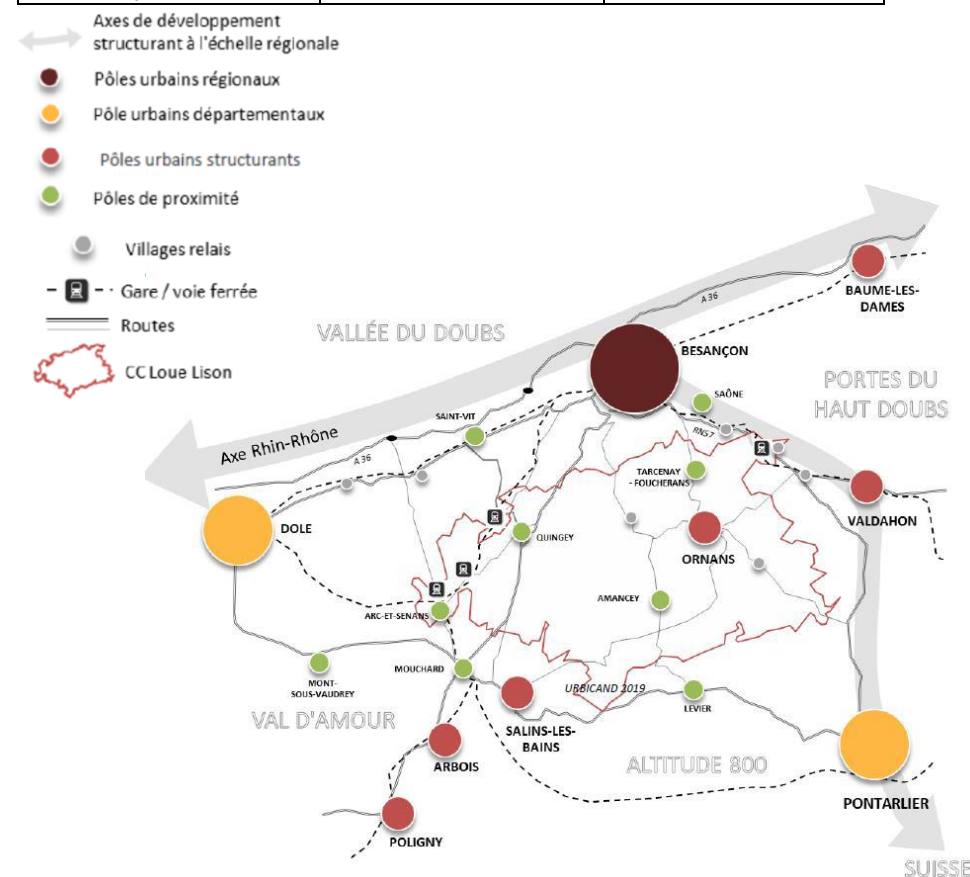 Axes de développement
structurant à l'échelle régionale
Pôles urbains régionaux
Pôle urbains départementaux
Pôles urbains structurants
Pôles de proximité
Villages relais
Gare / voie ferrée
Routes
CC Loue Lison
VALLÉE DU DOUBS
A 36
BAUME-LES-
DAMES
BESANÇON
PORTES DU
HAUT DOUBS
SAÔNE
SAINT-VIT
RN57
Axe Rhin-Rhône
A 36
TARCENAY
- FOUCHERANS
VALDAHON
DOLE
QUINGEY
ORNANS
AMANCEY
ARC-ET-SENANS
MOUCHARD
MONT-
SOUS-VAUDREY
URBICAND 2019
LEVIER
VAL D'AMOUR
SALINS-LES-
BAINS
ARBOIS
ALTITUDE 800
PONTARLIER
POLIGNY
SUISSE